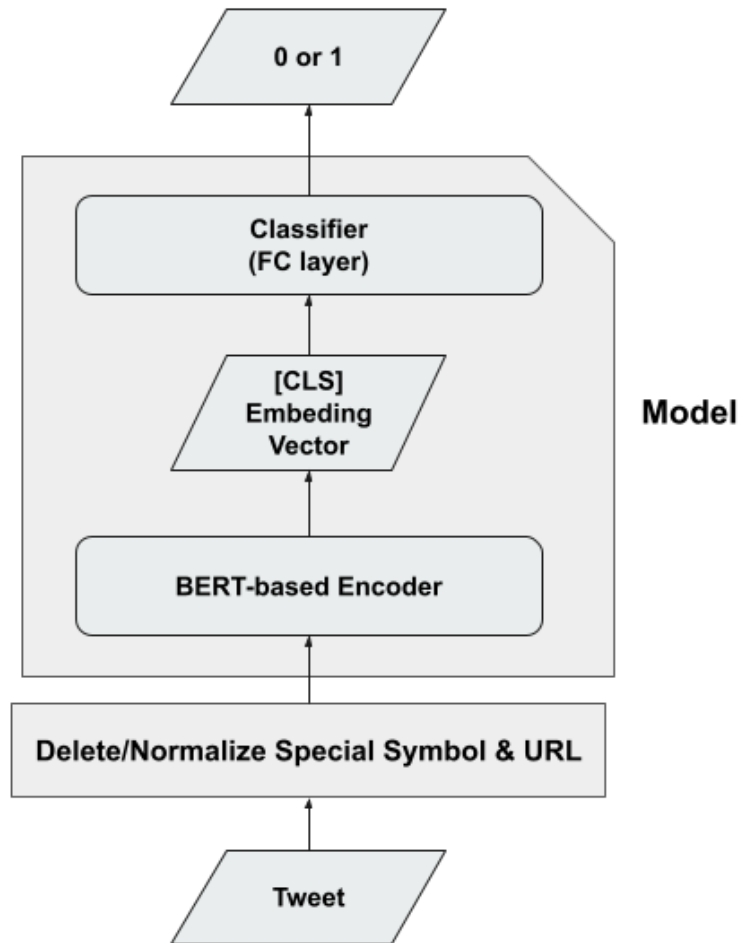 0 or 1
Classifier
(FC layer)
[CLS]
Embeding
Vector
Model
BERT-based Encoder
Delete/Normalize Special Symbol & URL
Tweet